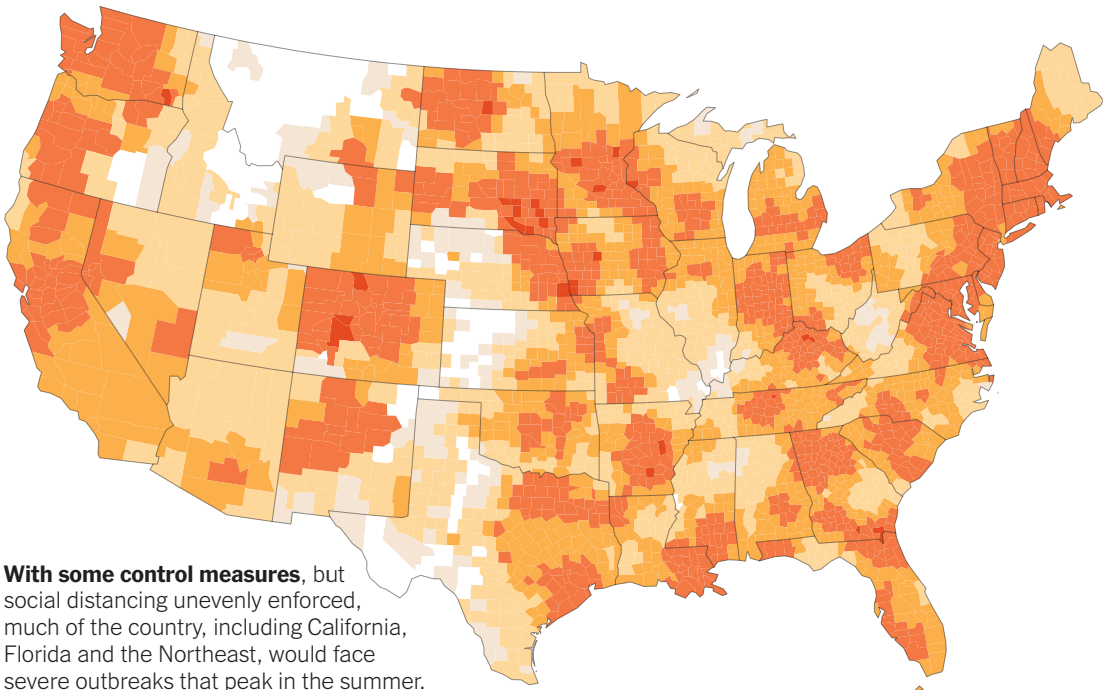 With some control measures, but
social distancing unevenly enforced,
much of the country, including California,
Florida and the Northeast, would face
severe outbreaks that peak in the summer.